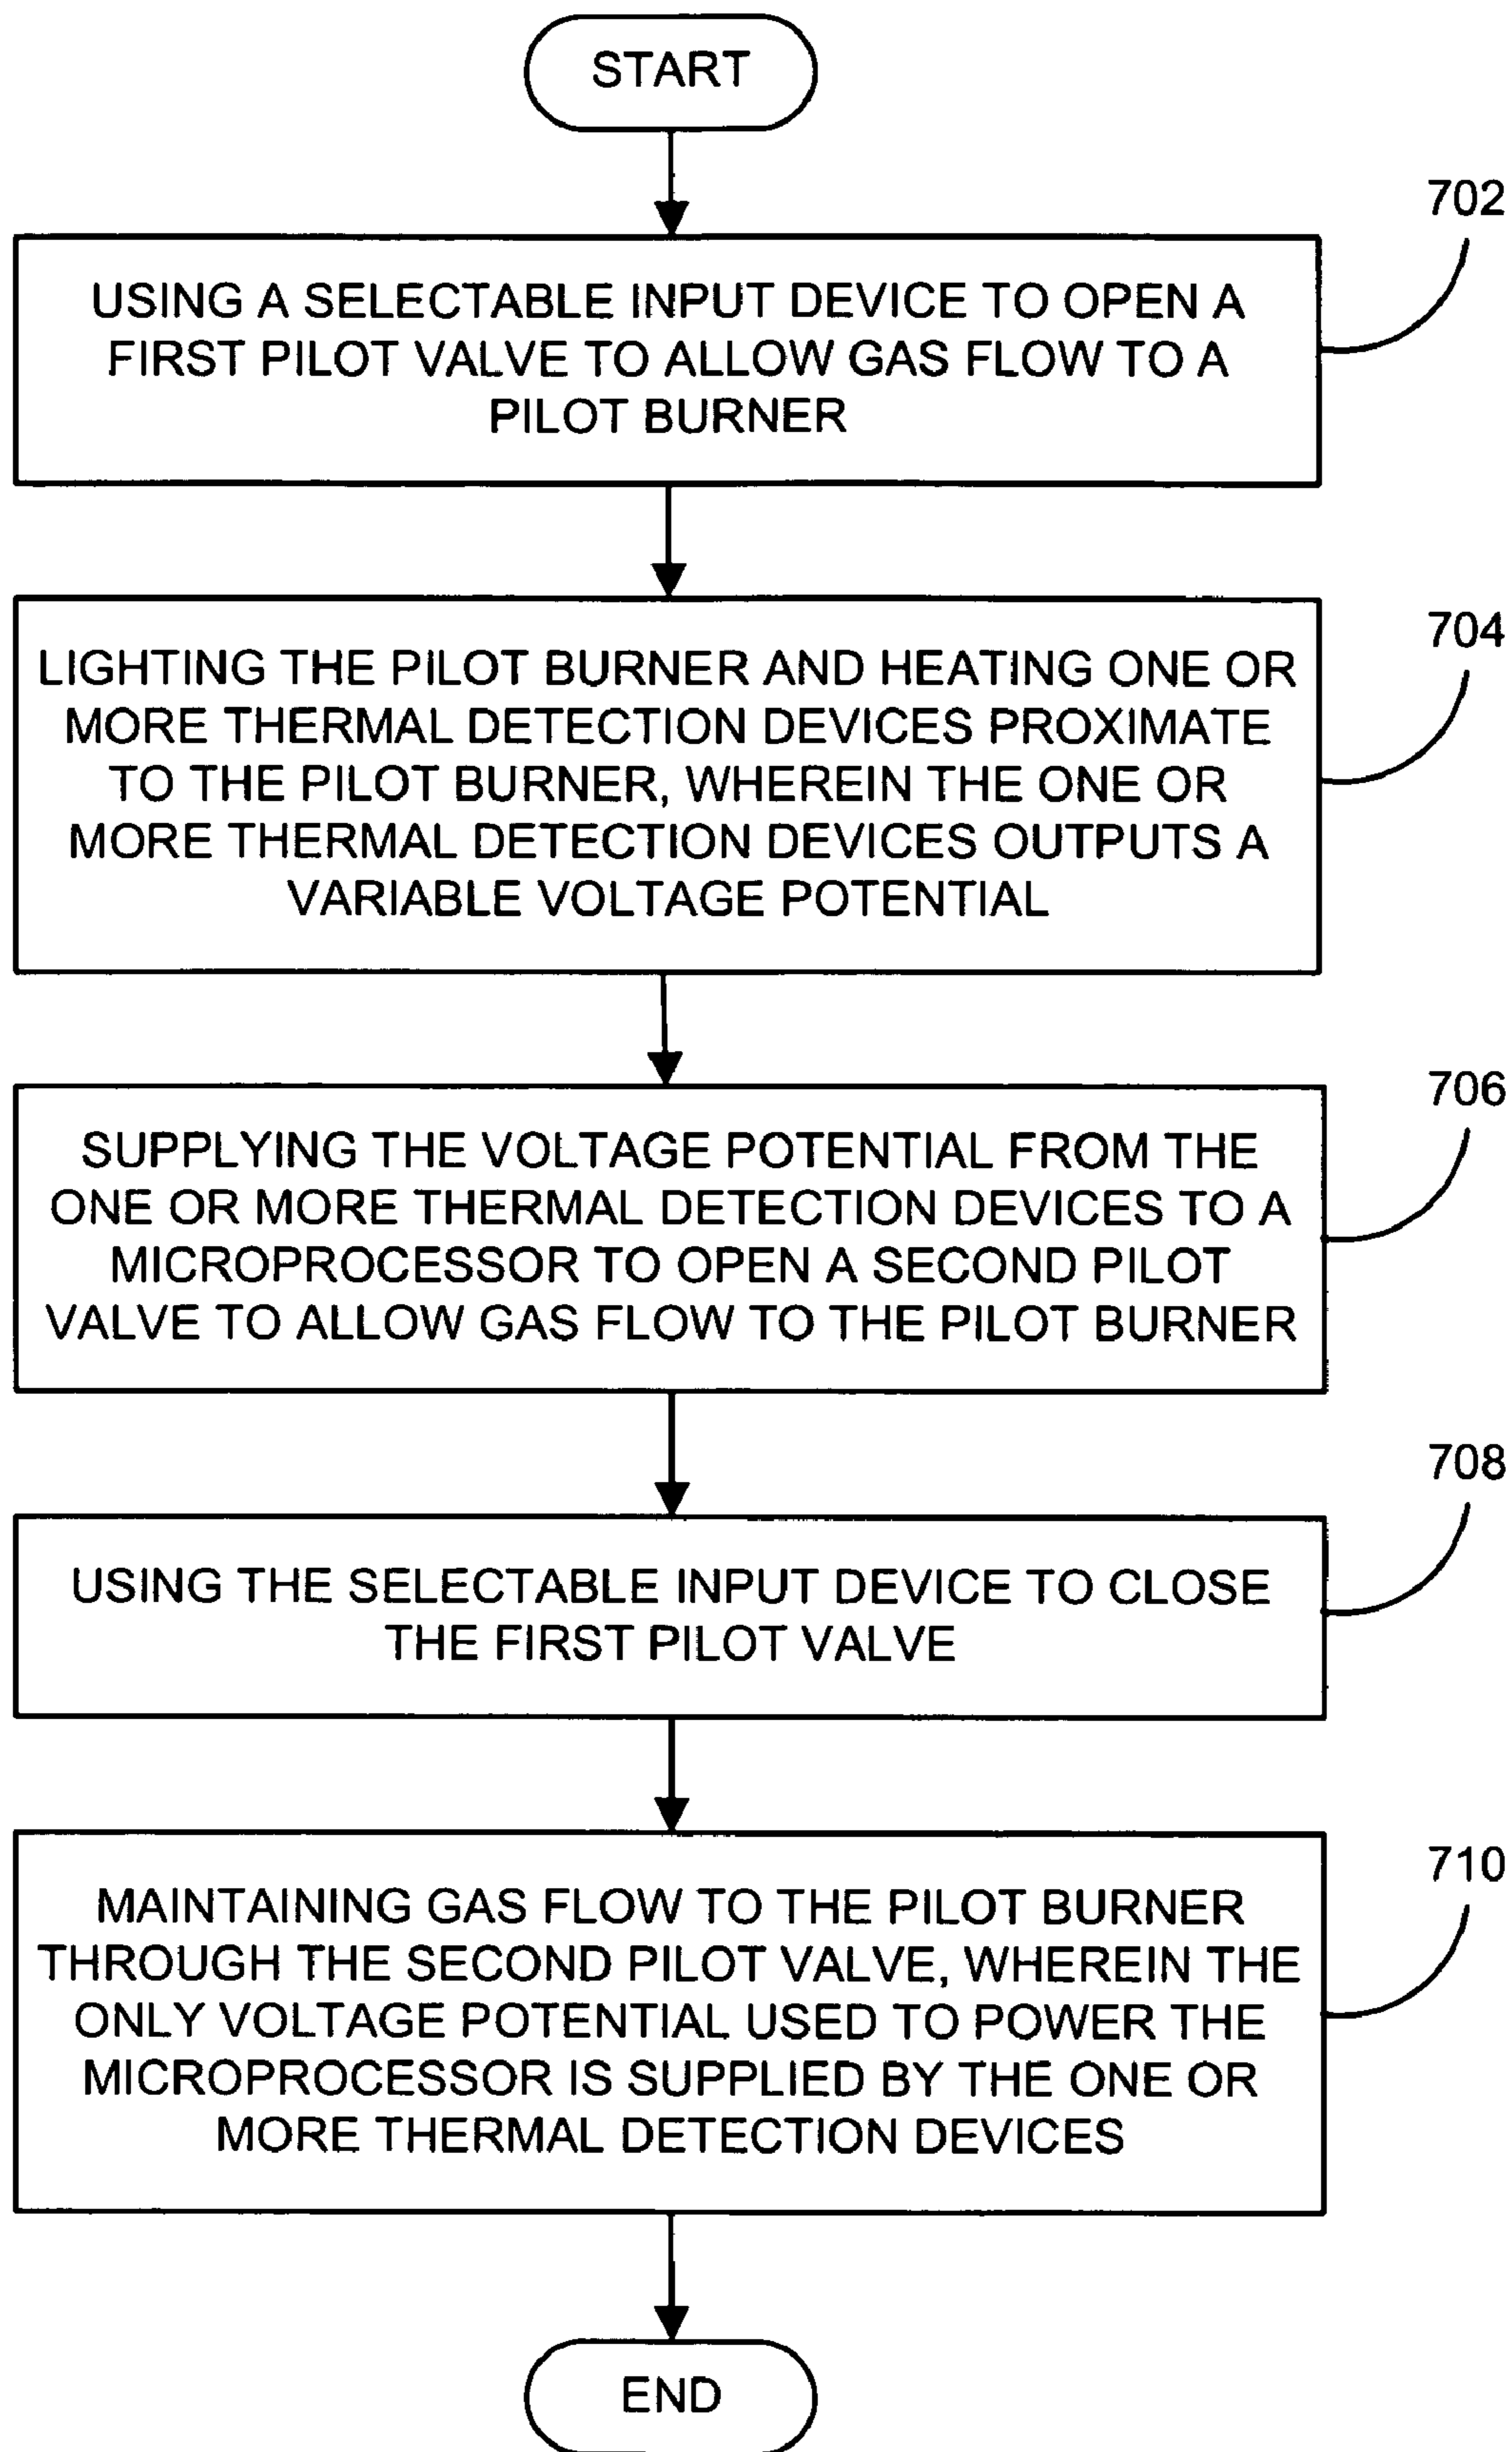 START
702
USING A SELECTABLE INPUT DEVICE TO OPEN A
FIRST PILOT VALVE TO ALLOW GAS FLOW TO A
PILOT BURNER
704
LIGHTING THE PILOT BURNER AND HEATING ONE OR
MORE THERMAL DETECTION DEVICES PROXIMATE
TO THE PILOT BURNER, WHEREIN THE ONE OR
MORE THERMAL DETECTION DEVICES OUTPUTS A
VARIABLE VOLTAGE POTENTIAL
706
SUPPLYING THE VOLTAGE POTENTIAL FROM THE
ONE OR MORE THERMAL DETECTION DEVICES TO A
MICROPROCESSOR TO OPEN A SECOND PILOT
VALVE TO ALLOW GAS FLOW TO THE PILOT BURNER
708
USING THE SELECTABLE INPUT DEVICE TO CLOSE
THE FIRST PILOT VALVE
710
MAINTAINING GAS FLOW TO THE PILOT BURNER
THROUGH THE SECOND PILOT VALVE, WHEREIN THE
ONLY VOLTAGE POTENTIAL USED TO POWER THE
MICROPROCESSOR IS SUPPLIED BY THE ONE OR
MORE THERMAL DETECTION DEVICES
END